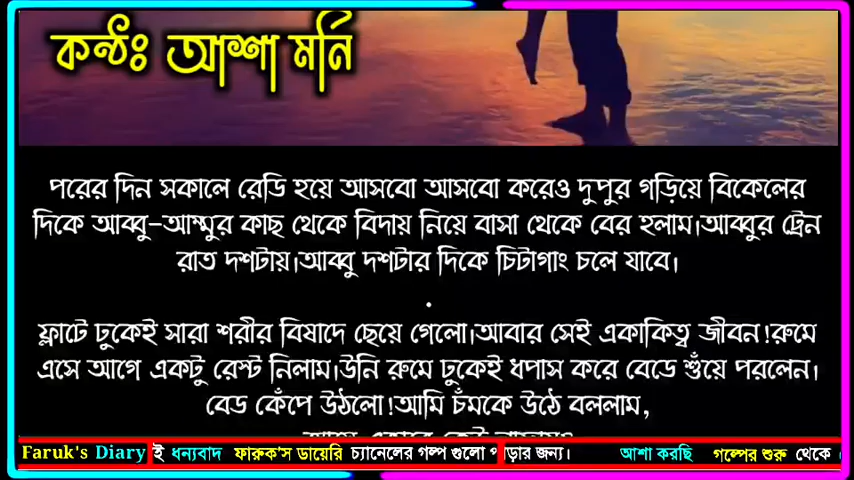 কন্ঠঃ আশা মনি
পরের দিন সকালে রেডি হয়ে আসবো আসবো করেও দুপুর গড়িয়ে বিকেলের
দিকে আব্বু-আম্মুর কাছ থেকে বিদায় নিয়ে বাসা থেকে বের হলাম।আব্বুর ট্রেন
রাত দশটায়।আব্বু দশটার দিকে চিটাগাং চলে যাবে।
.
ফ্লাটে ঢুকেই সারা শরীর বিষাদে ছেয়ে গেলো।আবার সেই একাকিত্ব জীবন!রুমে
এসে আগে একটু রেস্ট নিলাম।উনি রুমে ঢুকেই ধপাস করে বেডে শুঁয়ে পরলেন।
বেড কেঁপে উঠলো!আমি চঁমকে উঠে বললাম,
Faruk's Diary ই ধন্যবাদ ফারুক'স ডায়েরি চ্যানেলের গল্প গুলো পড়ার জন্য। আশা করছি গল্পের শুরু থেকে